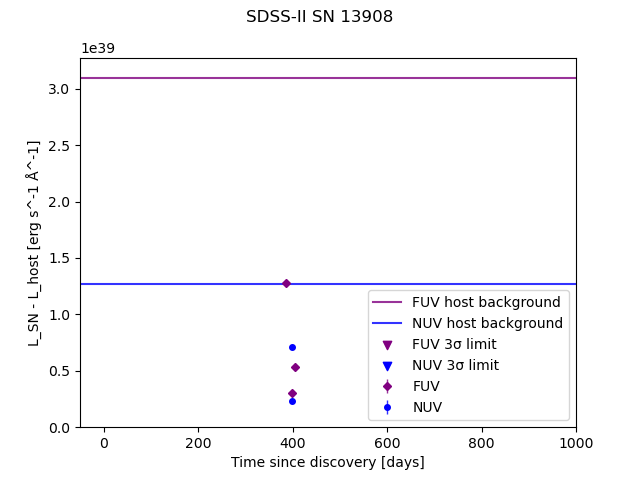 SDSS-II SN 13908
1e39
3.0
2.5
2.0
1.5
1.0
0.5
0.0
L_SN - L_host [erg s^-1 Å^-1]
FUV host background
NUV host background
FUV 3σ limit
NUV 3σ limit
FUV
NUV
0 200 400 600 800 1000
Time since discovery [days]